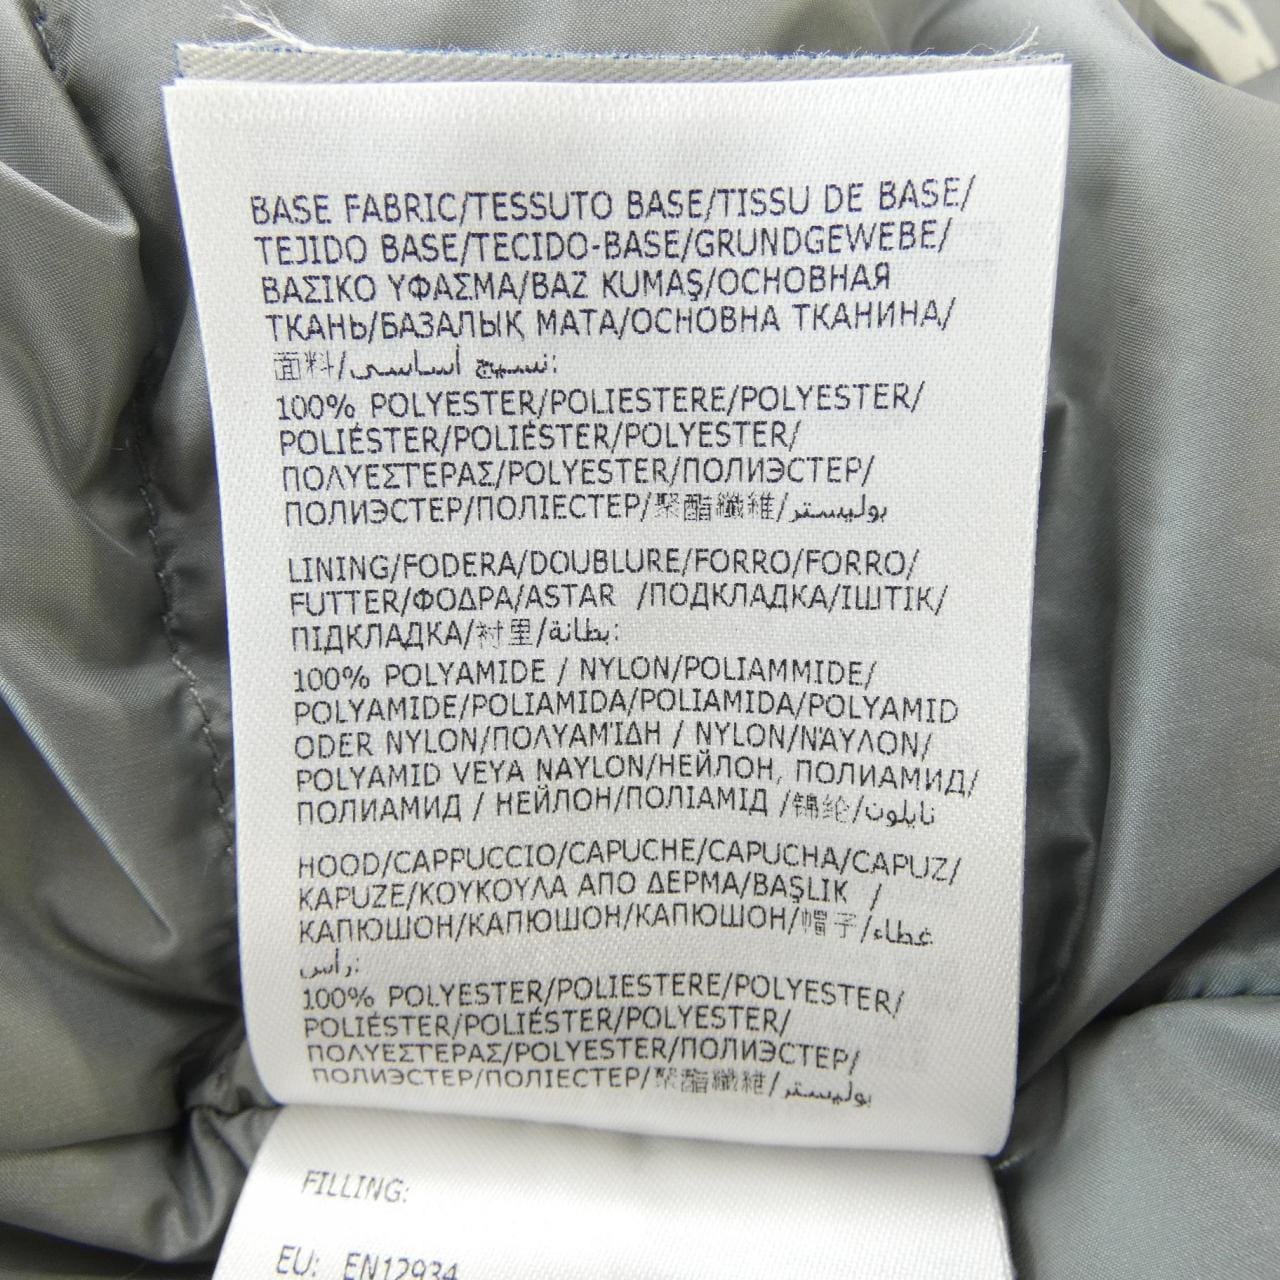 BASE FABRIC/TESSUTO BASE/TISSU DE BASE/
TEJIDO BASE/TECIDO-BASE/GRUNDGEWEBE/
ΒΑΣΙΚΟ ΥΦΑΣΜΑ/BAZ KUMAŞ/ОСНОВНАЯ
ТКАНЬ/БАЗАЛЫҚ МАТА/ОСНОВНА ТКАНИНА/
面料/نسيج أساسي:
100% POLYESTER/POLIESTERE/POLYESTER/
POLIÉSTER/POLIÉSTER/POLYESTER/
ΠΟΛΥΕΣΤΕΡΑΣ/POLYESTER/ПОЛИЭСТЕР/
ПОЛИЭСТЕР/ПОЛІЕСТЕР/聚酯纖維/بوليستر
LINING/FODERA/DOUBLURE/FORRO/FORRO/
FUTTER/ΦΟΔΡΑ/ASTAR /ПОДКЛАДКА/ІШТІК/
ПІДКЛАДКА/衬里/بطانة:
100% POLYAMIDE / NYLON/POLIAMMIDE/
POLYAMIDE/POLIAMIDA/POLIAMIDA/POLYAMID
ODER NYLON/ΠΟΛΥΑΜΊΔΗ / NYLON/ΝΆΥΛΟΝ/
POLYAMID VEYA NAYLON/НЕЙЛОН, ПОЛИАМИД/
ПОЛИАМИД / НЕЙЛОН/ПОЛІАМІД /锦纶/نايلون
HOOD/CAPPUCCIO/CAPUCHE/CAPUCHA/CAPUZ/
KAPUZE/ΚΟΥΚΟΥΛΑ ΑΠΟ ΔΕΡΜΑ/BAŞLIK /
КАПЮШОН/КАПЮШОН/КАПЮШОН/帽子/غطاء
رأس:
100% POLYESTER/POLIESTERE/POLYESTER/
POLIÉSTER/POLIÉSTER/POLYESTER/
ΠΟΛΥΕΣΤΕΡΑΣ/POLYESTER/ПОЛИЭСТЕР/
ПОЛИЭСТЕР/ПОЛІЕСТЕР/聚酯纖維/بوليستر
FILLING:
EU: EN12934